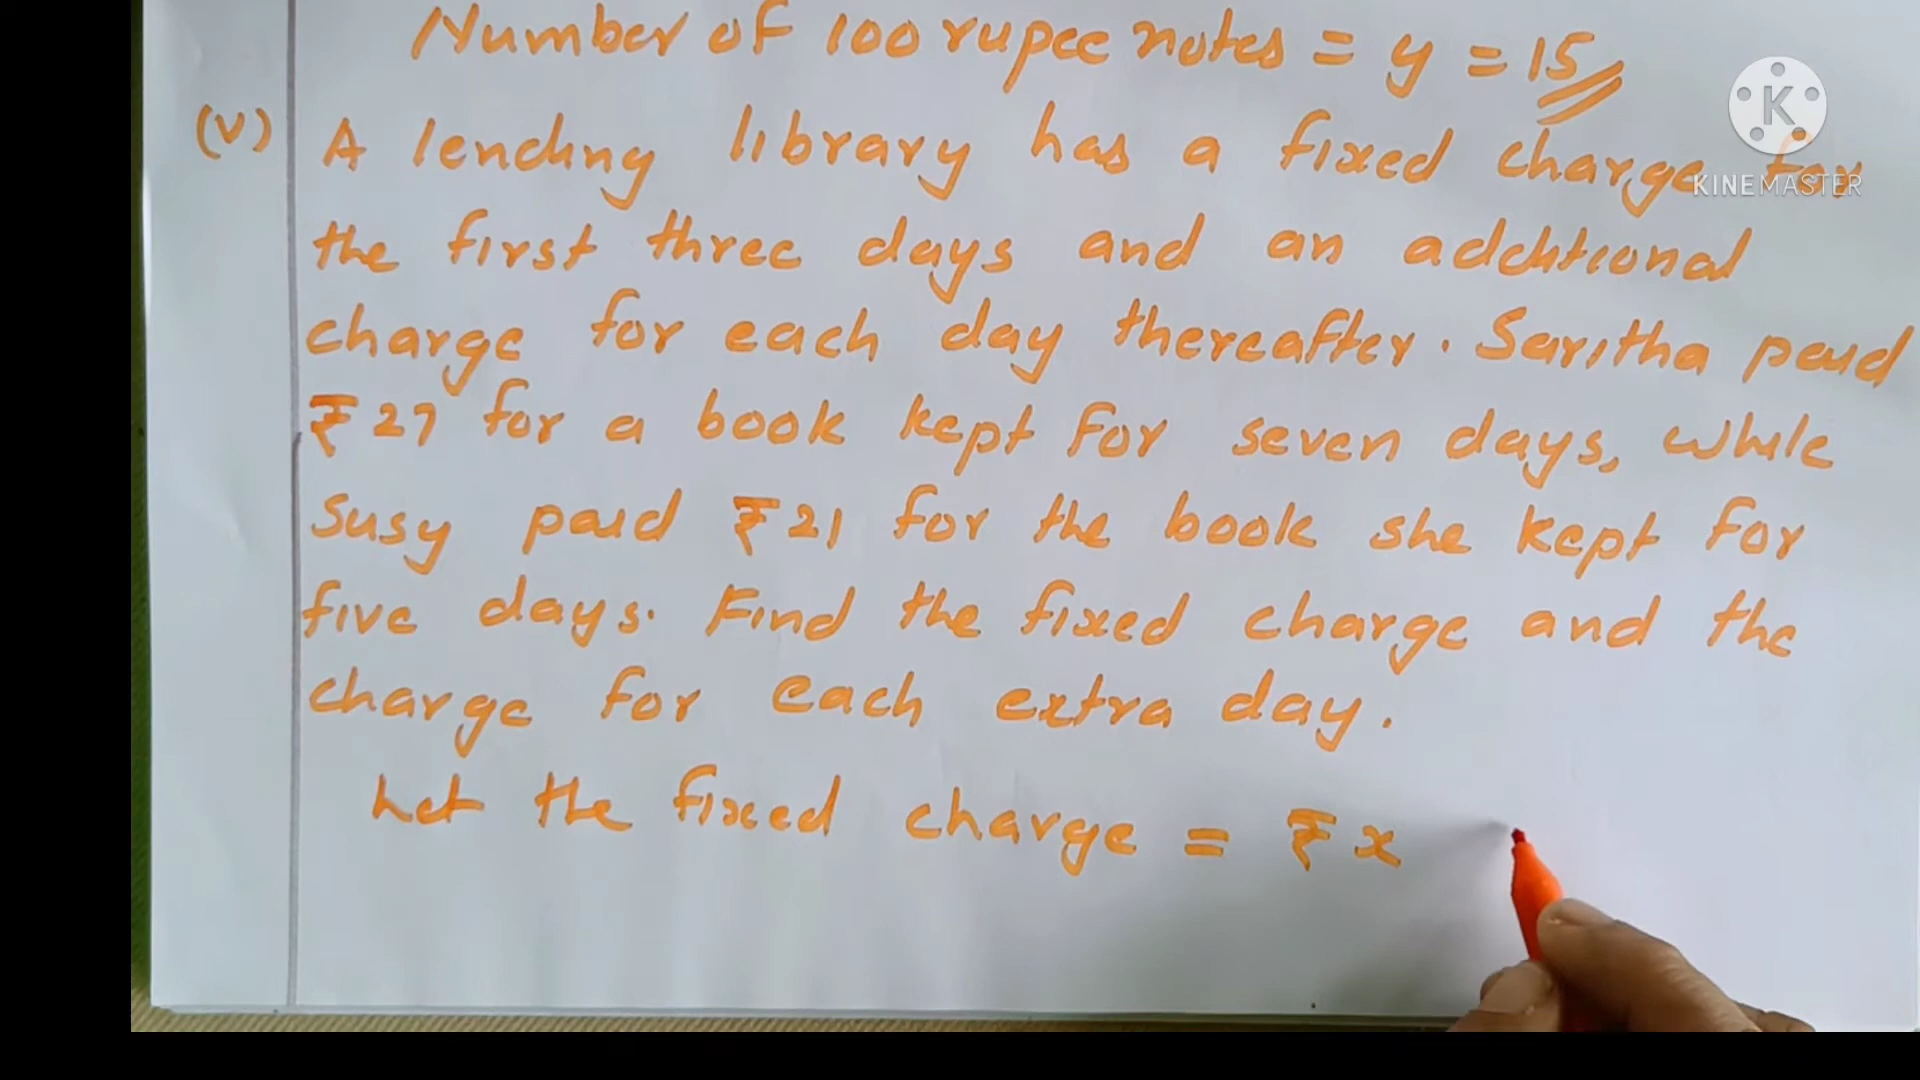 Number of 100 rupee notes = y = 15
(v) A lending library has a fixed charge for
KINEMASTER
the first three days and an additional
charge for each day thereafter. Saritha paid
₹27 for a book kept for seven days, while
Susy paid ₹21 for the book she kept for
five days. Find the fixed charge and the
charge for each extra day.
Let the fixed charge = ₹x